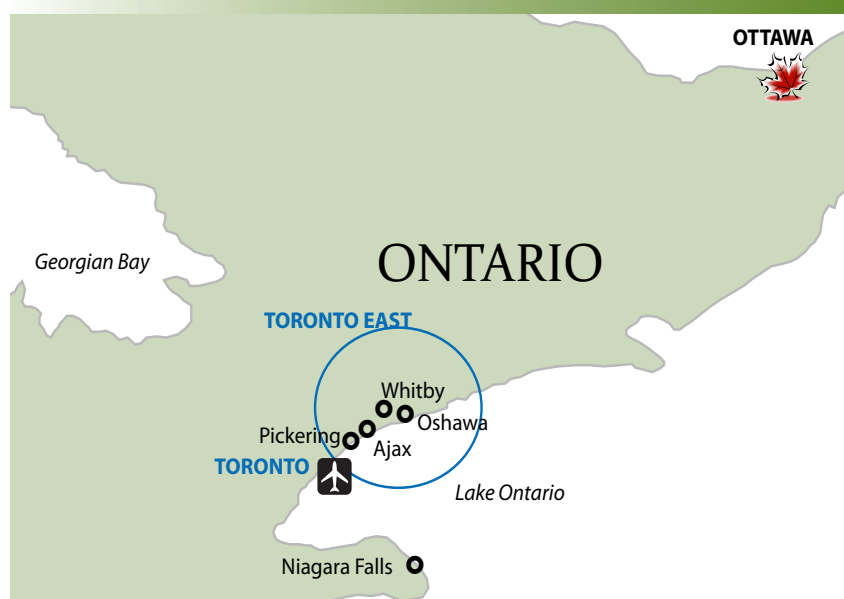 OTTAWA
Georgian Bay
ONTARIO
TORONTO EAST
Whitby
Oshawa
Pickering
Ajax
TORONTO
Lake Ontario
Niagara Falls